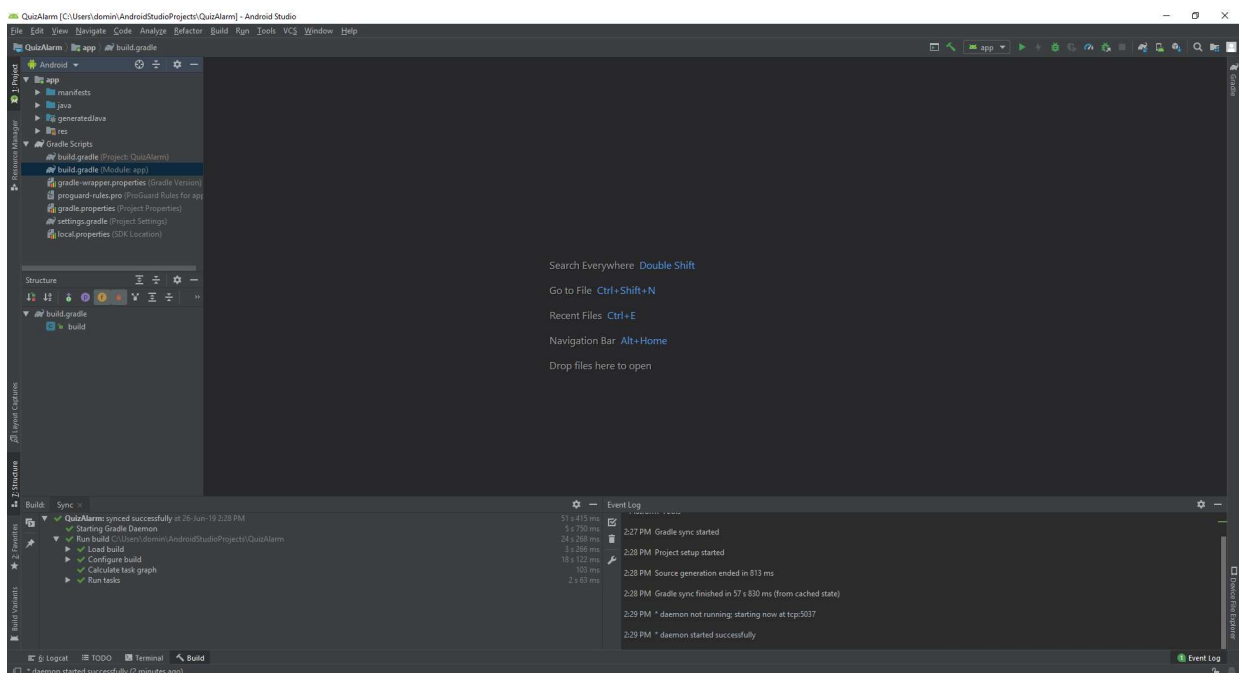 QuizAlarm [C:\Users\domin\AndroidStudioProjects\QuizAlarm] - Android Studio
File Edit View Navigate Code Analyze Refactor Build Run Tools VCS Window Help
QuizAlarm app build.gradle
app
1: Project
Resource Manager
Layout Captures
7: Structure
2: Favorites
Build Variants
Android
app
manifests
java
generatedJava
res
Gradle Scripts
build.gradle (Project: QuizAlarm)
build.gradle (Module: app)
gradle-wrapper.properties (Gradle Version)
proguard-rules.pro (ProGuard Rules for app
gradle.properties (Project Properties)
settings.gradle (Project Settings)
local.properties (SDK Location)
Structure
build.gradle
build
Search Everywhere Double Shift
Go to File Ctrl+Shift+N
Recent Files Ctrl+E
Navigation Bar Alt+Home
Drop files here to open
Gradle
Device File Explorer
Build: Sync
QuizAlarm: synced successfully at 26-Jun-19 2:28 PM 51 s 415 ms
Starting Gradle Daemon 5 s 750 ms
Run build C:\Users\domin\AndroidStudioProjects\QuizAlarm 24 s 268 ms
Load build 3 s 266 ms
Configure build 18 s 122 ms
Calculate task graph 103 ms
Run tasks 2 s 63 ms
Event Log
2:27 PM Gradle sync started
2:28 PM Project setup started
2:28 PM Source generation ended in 813 ms
2:28 PM Gradle sync finished in 57 s 830 ms (from cached state)
2:29 PM * daemon not running; starting now at tcp:5037
2:29 PM * daemon started successfully
6: Logcat TODO Terminal Build
1 Event Log
* daemon started successfully (2 minutes ago)